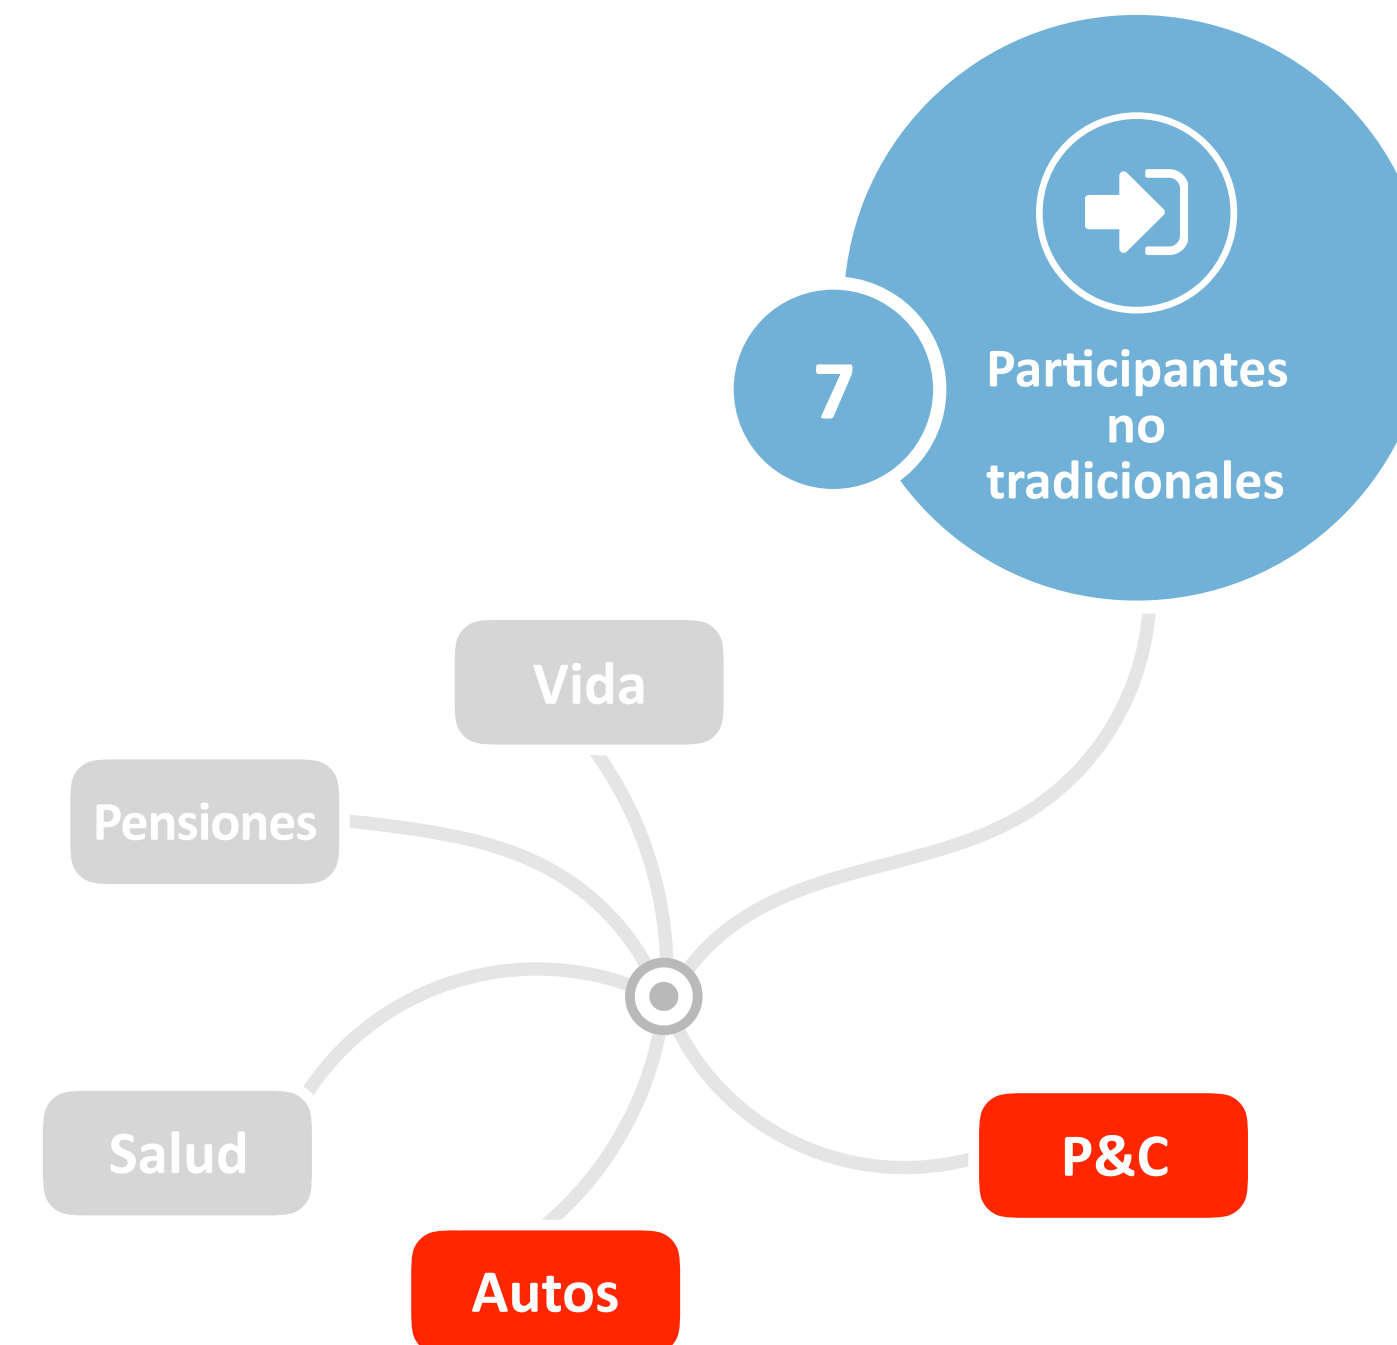 7
Participantes
no
tradicionales
Vida
Pensiones
Salud
P&C
Autos